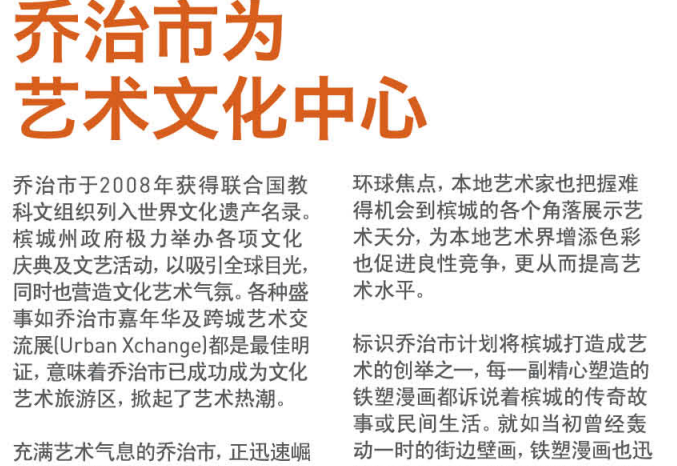 乔治市为
艺术文化中心
乔治市于2008年获得联合国教
科文组织列入世界文化遗产名录。
槟城州政府极力举办各项文化
庆典及文艺活动, 以吸引全球目光,
同时也营造文化艺术气氛。各种盛
事如乔治市嘉年华及跨城艺术交
流展(Urban Xchange)都是最佳明
证, 意味着乔治市已成功成为文化
艺术旅游区, 掀起了艺术热潮。
充满艺术气息的乔治市, 正迅速崛
环球焦点, 本地艺术家也把握难
得机会到槟城的各个角落展示艺
术天分, 为本地艺术界增添色彩
也促进良性竞争, 更从而提高艺
术水平。
标识乔治市计划将槟城打造成艺
术的创举之一, 每一副精心塑造的
铁塑漫画都诉说着槟城的传奇故
事或民间生活。就如当初曾经轰
动一时的街边壁画, 铁塑漫画也迅